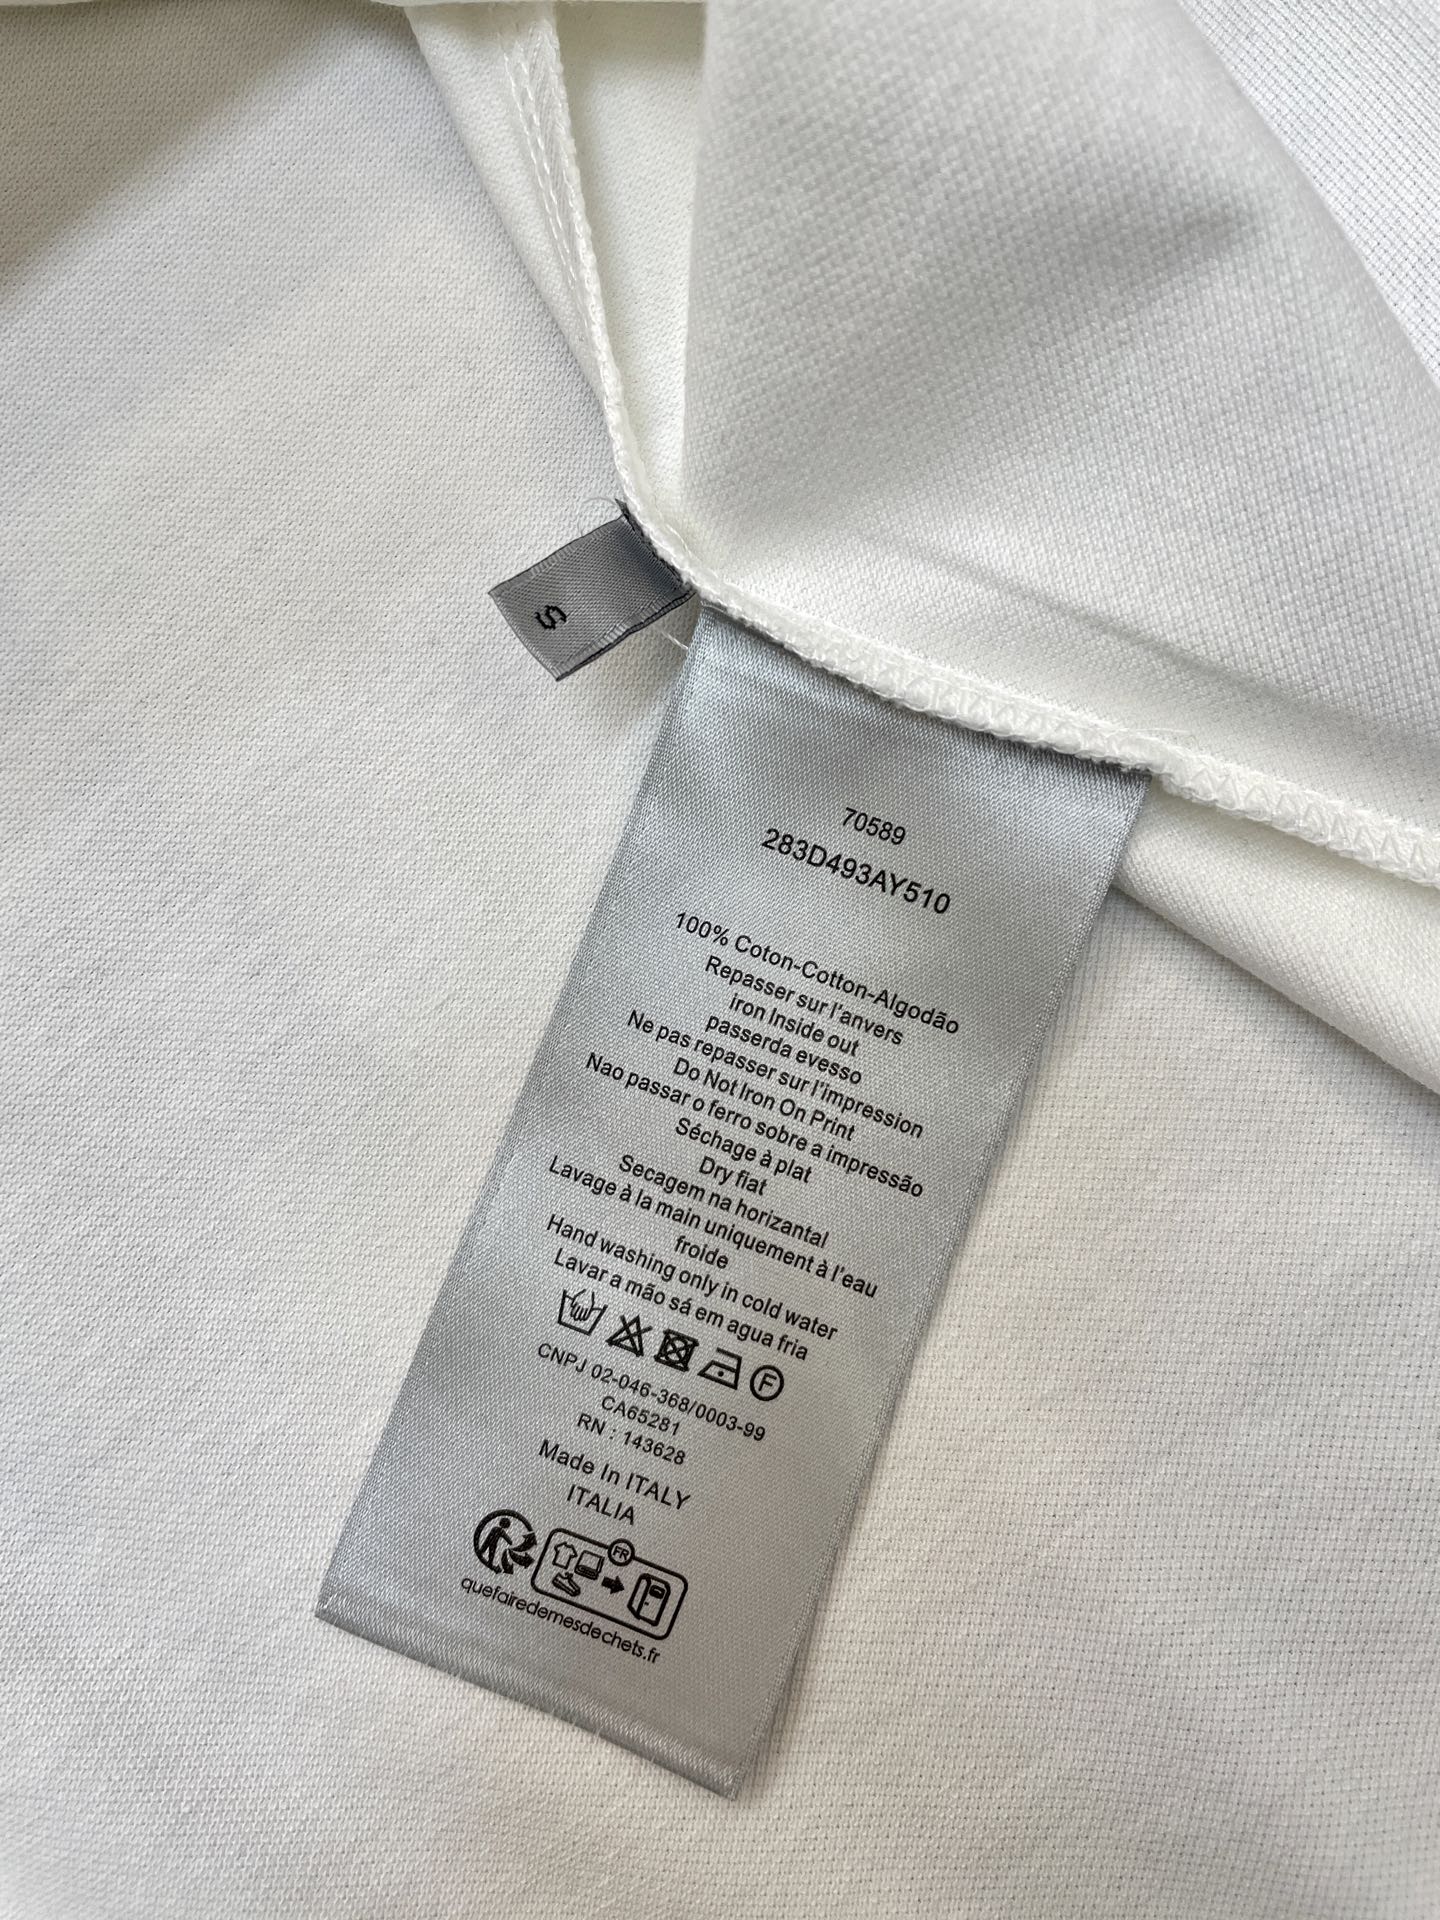 S
70589
283D493AY510
100% Coton-Cotton-Algodão
Repasser sur l'anvers
iron Inside out
passerda evesso
Ne pas repasser sur l'impression
Do Not Iron On Print
Nao passar o ferro sobre a impressão
Séchage à plat
Dry flat
Secagem na horizantal
Lavage à la main uniquement à l'eau
froide
Hand washing only in cold water
Lavar a mão sá em agua fria
F
CNPJ 02-046-368/0003-99
CA65281
RN : 143628
Made In ITALY
ITALIA
FR
quefairedemesdechets.fr